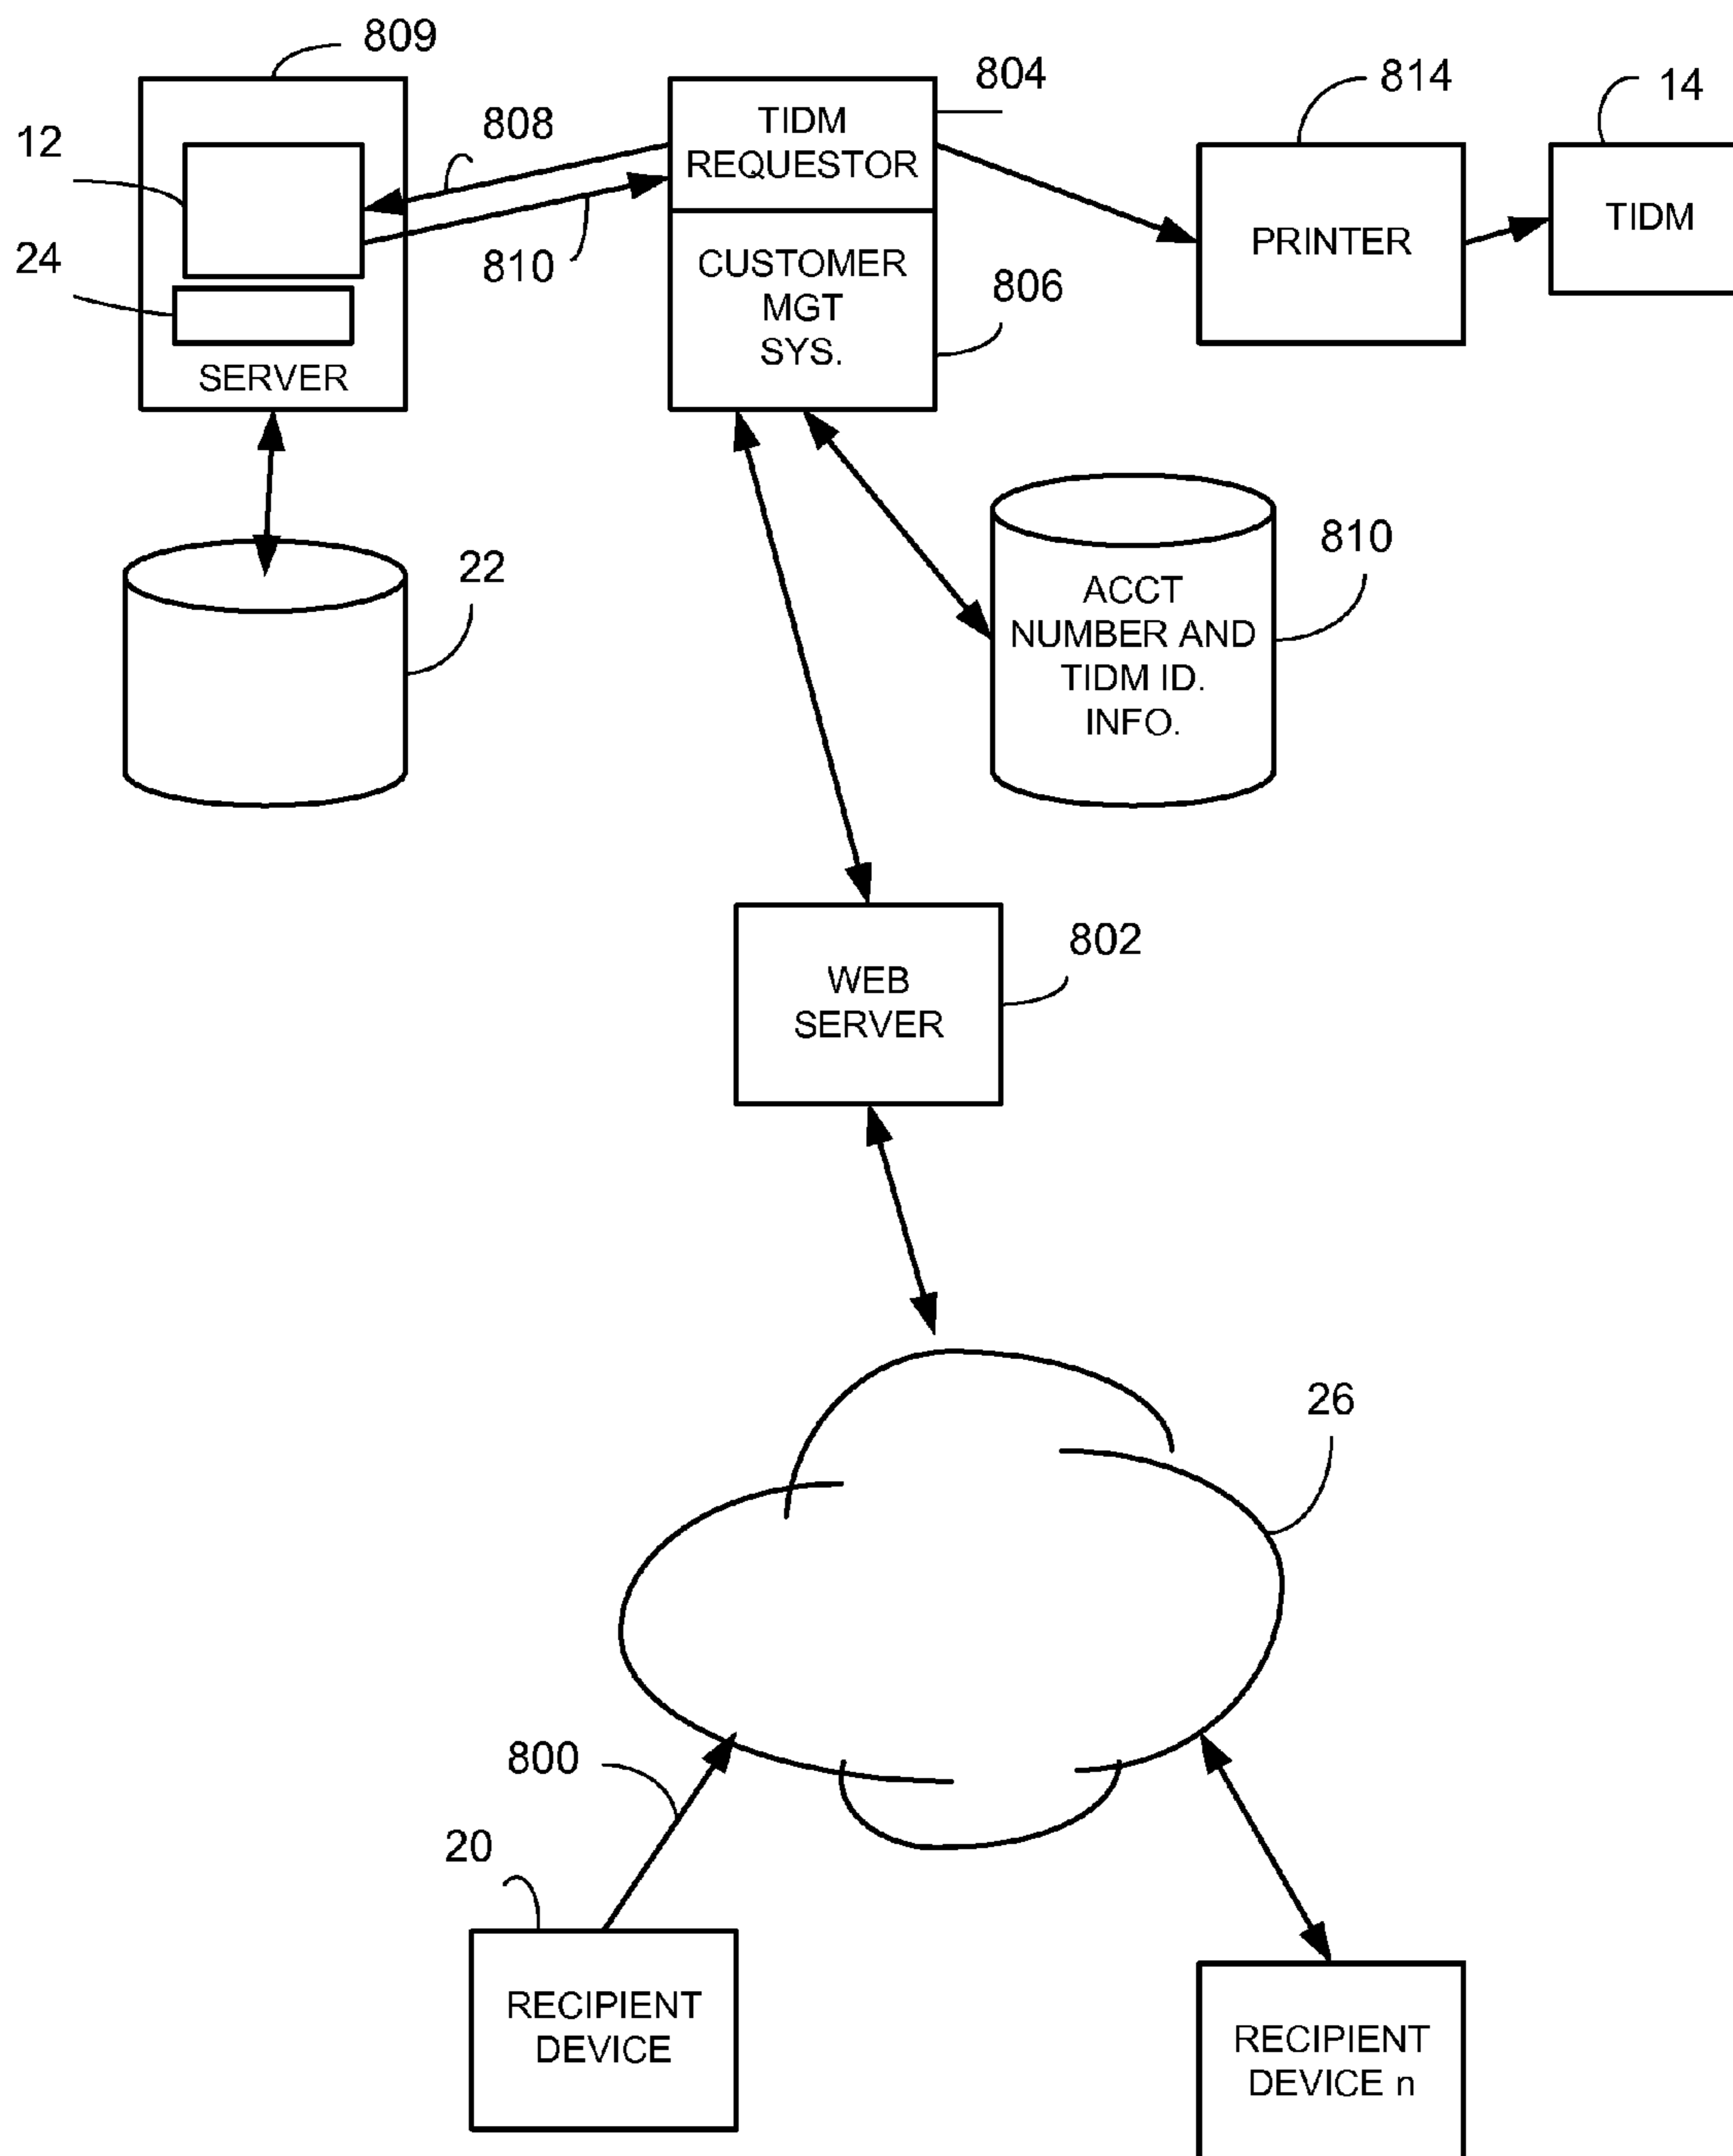 809
804
814
14
12
808
TIDM
REQUESTOR
PRINTER
TIDM
24
810
CUSTOMER
MGT
SYS.
806
SERVER
22
810
ACCT
NUMBER AND
TIDM ID.
INFO.
802
WEB
SERVER
26
800
20
RECIPIENT
DEVICE
RECIPIENT
DEVICE n